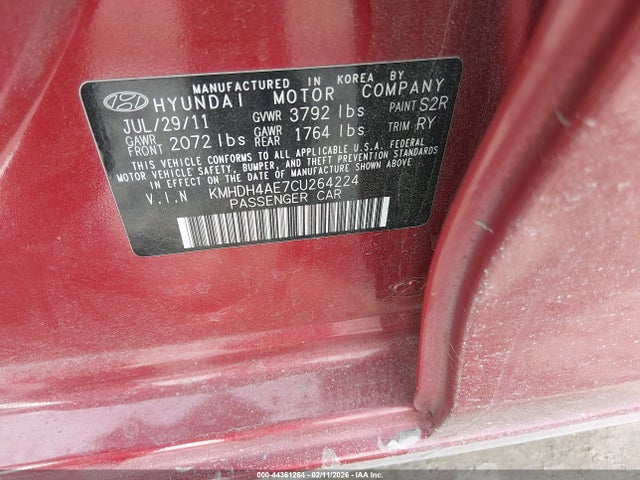 MANUFACTURED IN KOREA BY
HYUNDAI MOTOR COMPANY
JUL/29/11 GVWR 3792 lbs PAINT S2R
GAWR FRONT 2072 lbs GAWR REAR 1764 lbs TRIM RY
THIS VEHICLE CONFORMS TO ALL APPLICABLE U.S.A. FEDERAL
MOTOR VEHICLE SAFETY, BUMPER, AND THEFT PREVENTION STANDARDS
IN EFFECT ON THE DATE OF MANUFACTURE SHOWN ABOVE.
V.I.N KMHDH4AE7CU264224
PASSENGER CAR
000-44361264 - 02/11/2026 - IAA Inc.